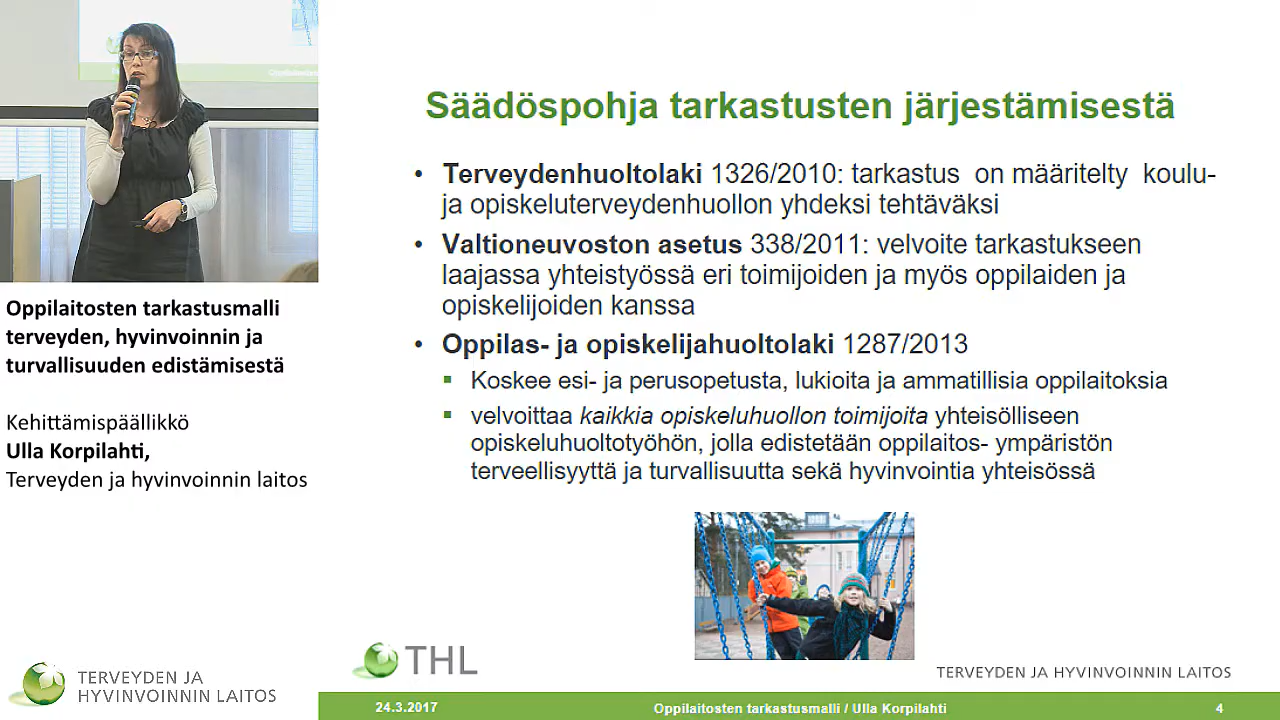 Oppilaitosten tarkastusmalli
terveyden, hyvinvoinnin ja
turvallisuuden edistämisestä
Kehittämispäällikkö
Ulla Korpilahti,
Terveyden ja hyvinvoinnin laitos
TERVEYDEN JA
HYVINVOINNIN LAITOS
Säädöspohja tarkastusten järjestämisestä
• Terveydenhuoltolaki 1326/2010: tarkastus on määritelty koulu-
ja opiskeluterveydenhuollon yhdeksi tehtäväksi
• Valtioneuvoston asetus 338/2011: velvoite tarkastukseen
laajassa yhteistyössä eri toimijoiden ja myös oppilaiden ja
opiskelijoiden kanssa
• Oppilas- ja opiskelijahuoltolaki 1287/2013
Koskee esi- ja perusopetusta, lukioita ja ammatillisia oppilaitoksia
velvoittaa kaikkia opiskeluhuollon toimijoita yhteisölliseen
opiskeluhuoltotyöhön, jolla edistetään oppilaitos- ympäristön
terveellisyyttä ja turvallisuutta sekä hyvinvointia yhteisössä
THL
TERVEYDEN JA HYVINVOINNIN LAITOS
24.3.2017
Oppilaitosten tarkastusmalli / Ulla Korpilahti
4